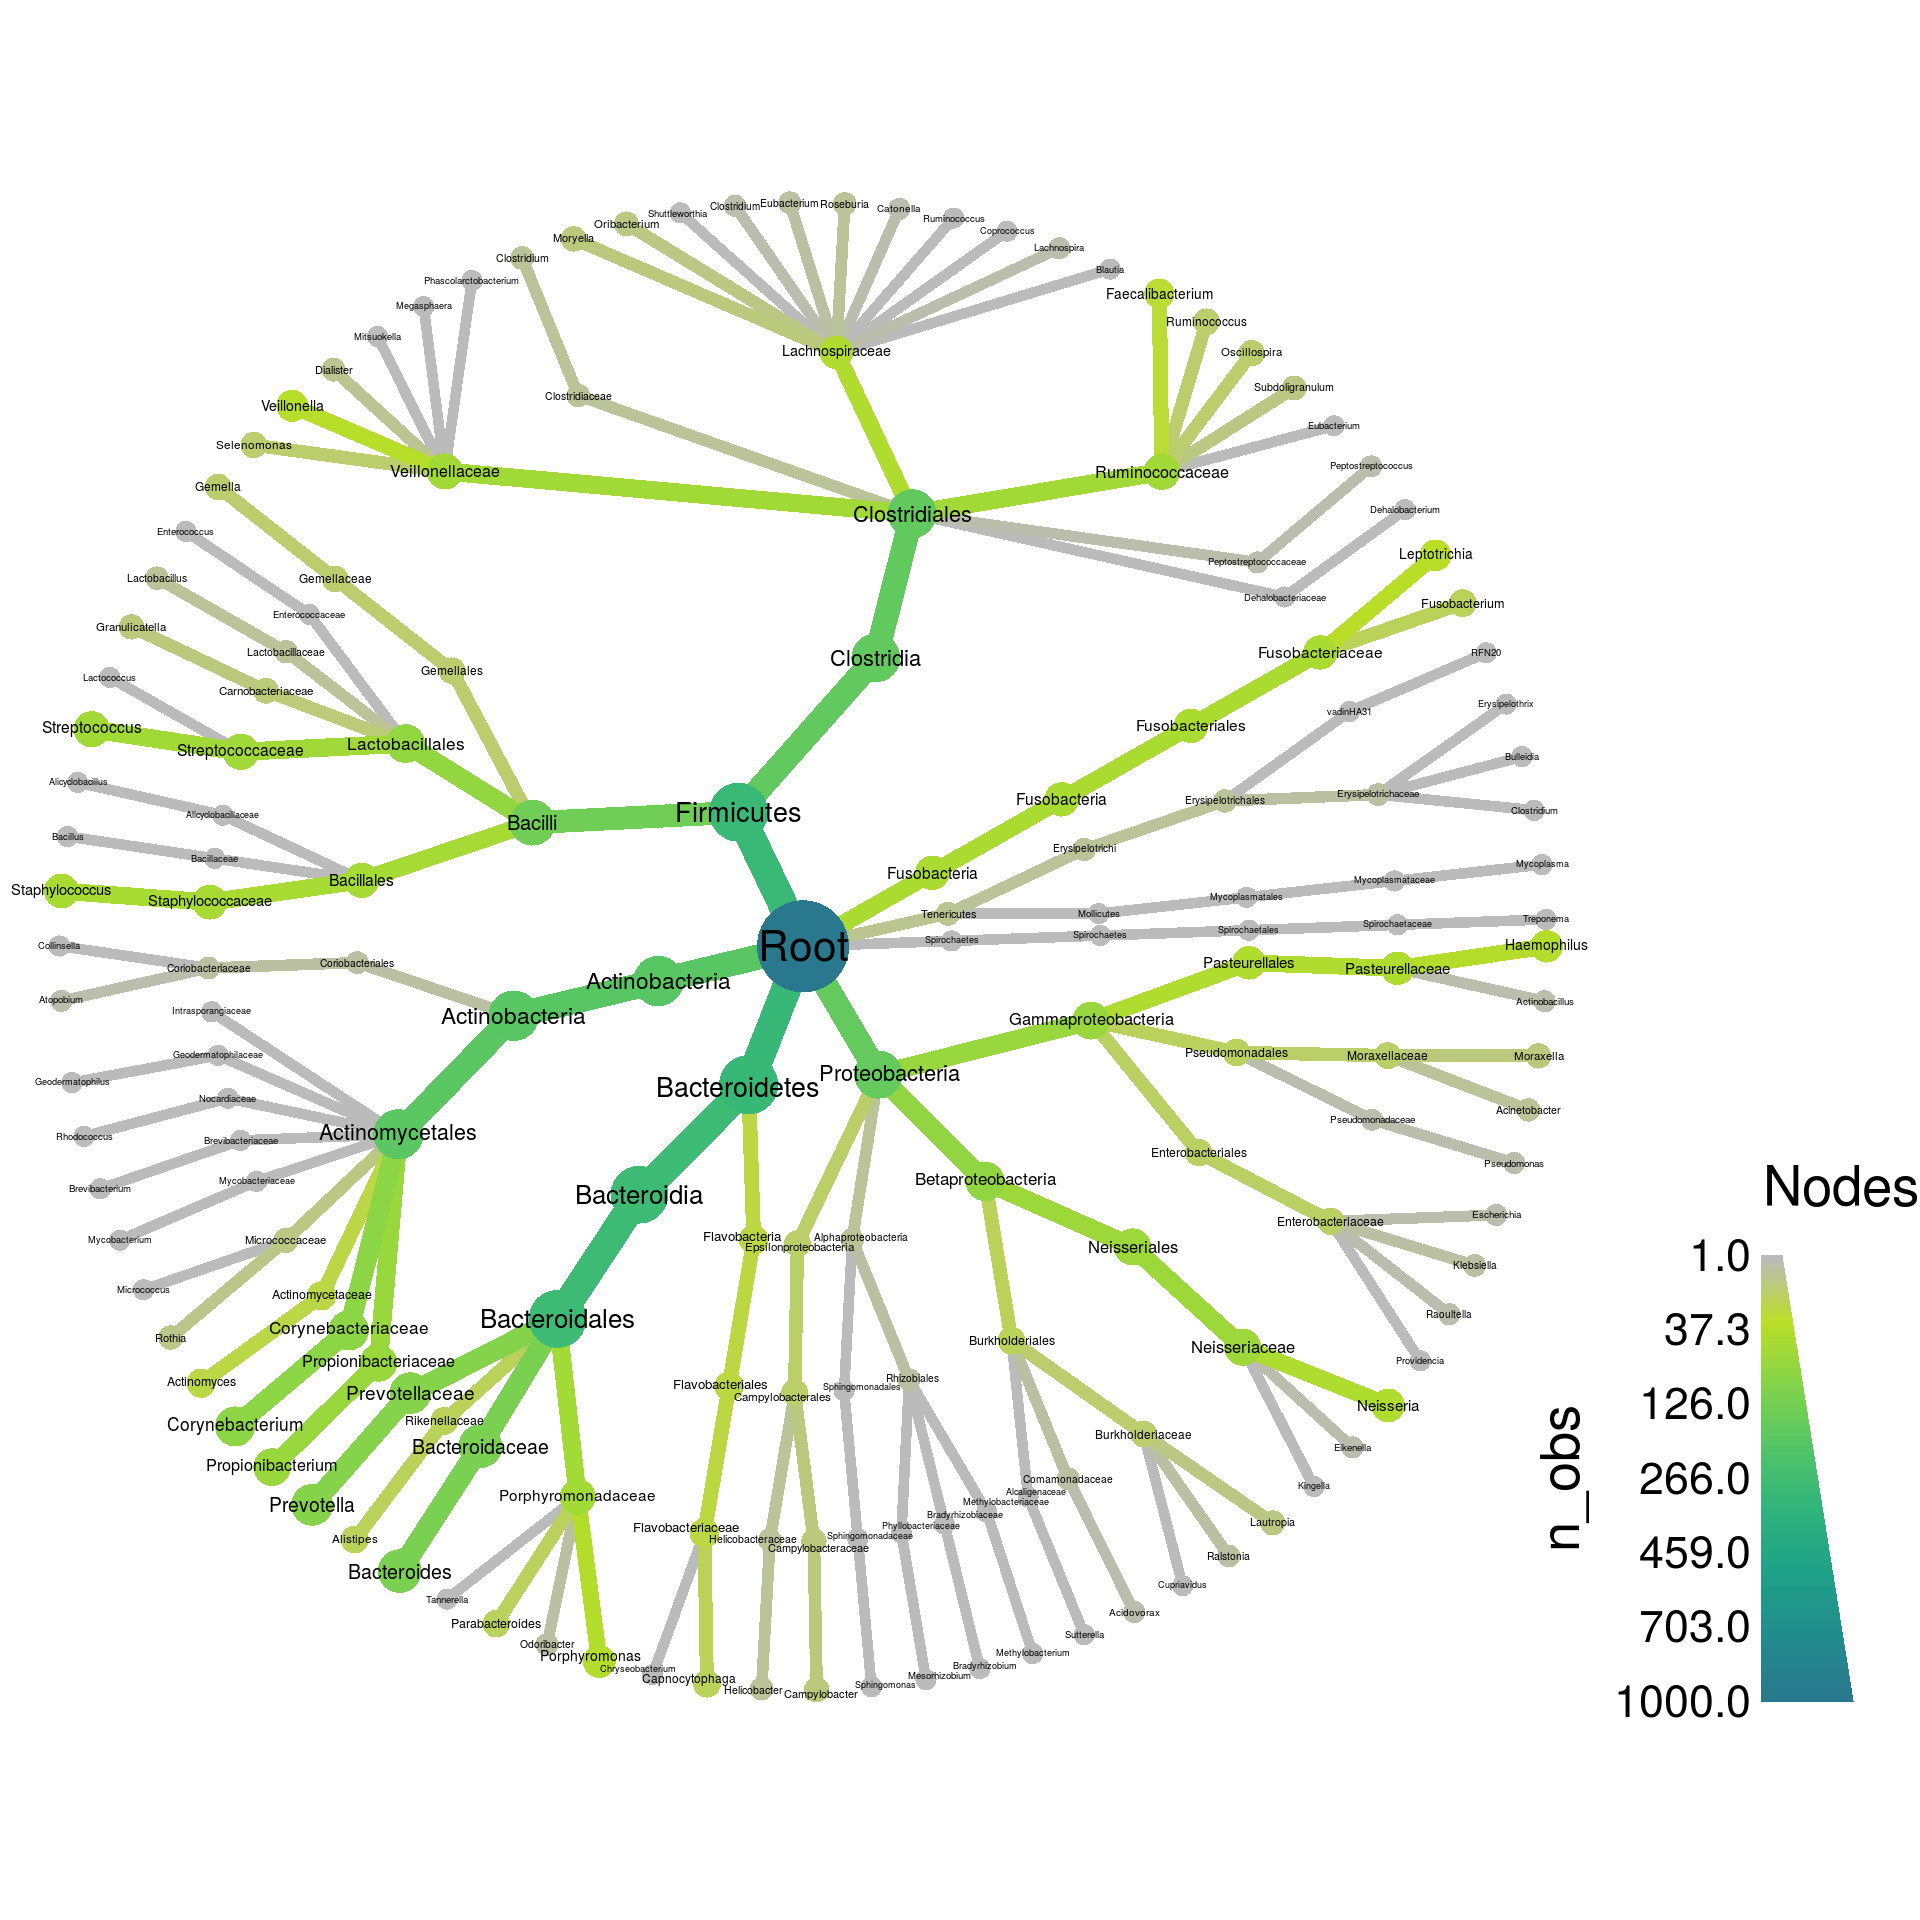 Shuttleworthia
Clostridium
Eubacterium
Roseburia
Catonella
Ruminococcus
Coprococcus
Lachnospira
Blautia
Oribacterium
Moryella
Clostridium
Phascolarctobacterium
Megasphaera
Mitsuokella
Dialister
Veillonella
Selenomonas
Veillonellaceae
Clostridiaceae
Lachnospiraceae
Faecalibacterium
Ruminococcus
Oscillospira
Subdoligranulum
Eubacterium
Ruminococcaceae
Peptostreptococcus
Dehalobacterium
Clostridiales
Peptostreptococcaceae
Dehalobacteriaceae
Clostridia
Gemella
Enterococcus
Gemellaceae
Lactobacillus
Enterococcaceae
Granulicatella
Lactobacillaceae
Gemellales
Lactococcus
Carnobacteriaceae
Streptococcus
Streptococcaceae
Lactobacillales
Alicyclobacillus
Alicyclobacillaceae
Bacillus
Bacillaceae
Bacillales
Bacilli
Firmicutes
Staphylococcus
Staphylococcaceae
Leptotrichia
Fusobacterium
Fusobacteriaceae
Fusobacteriales
Fusobacteria
Fusobacteria
RFN20
vadinHA31
Erysipelothrix
Bulleidia
Erysipelotrichales
Erysipelotrichaceae
Clostridium
Erysipelotrichi
Tenericutes
Mollicutes
Mycoplasmatales
Mycoplasmataceae
Mycoplasma
Spirochaetes
Spirochaetes
Spirochaetales
Spirochaetaceae
Treponema
Root
Collinsella
Coriobacteriaceae
Coriobacteriales
Atopobium
Actinobacteria
Actinobacteria
Intrasporangiaceae
Geodermatophilaceae
Geodermatophilus
Nocardiaceae
Rhodococcus
Brevibacteriaceae
Brevibacterium
Mycobacteriaceae
Mycobacterium
Actinomycetales
Micrococcaceae
Micrococcus
Rothia
Actinomycetaceae
Actinomyces
Corynebacteriaceae
Corynebacterium
Propionibacteriaceae
Propionibacterium
Bacteroidetes
Bacteroidia
Bacteroidales
Prevotellaceae
Prevotella
Rikenellaceae
Alistipes
Bacteroidaceae
Bacteroides
Porphyromonadaceae
Tannerella
Parabacteroides
Odoribacter
Porphyromonas
Flavobacteria
Flavobacteriales
Flavobacteriaceae
Chryseobacterium
Capnocytophaga
Proteobacteria
Epsilonproteobacteria
Campylobacterales
Helicobacteraceae
Helicobacter
Campylobacteraceae
Campylobacter
Alphaproteobacteria
Sphingomonadales
Sphingomonadaceae
Sphingomonas
Rhizobiales
Phyllobacteriaceae
Mesorhizobium
Bradyrhizobiaceae
Bradyrhizobium
Methylobacteriaceae
Methylobacterium
Betaproteobacteria
Burkholderiales
Alcaligenaceae
Sutterella
Comamonadaceae
Acidovorax
Burkholderiaceae
Cupriavidus
Ralstonia
Lautropia
Neisseriales
Neisseriaceae
Kingella
Eikenella
Neisseria
Gammaproteobacteria
Pasteurellales
Pasteurellaceae
Haemophilus
Actinobacillus
Pseudomonadales
Moraxellaceae
Moraxella
Acinetobacter
Pseudomonadaceae
Pseudomonas
Enterobacteriales
Enterobacteriaceae
Escherichia
Klebsiella
Raoultella
Providencia
Nodes
n_obs
1.0
37.3
126.0
266.0
459.0
703.0
1000.0